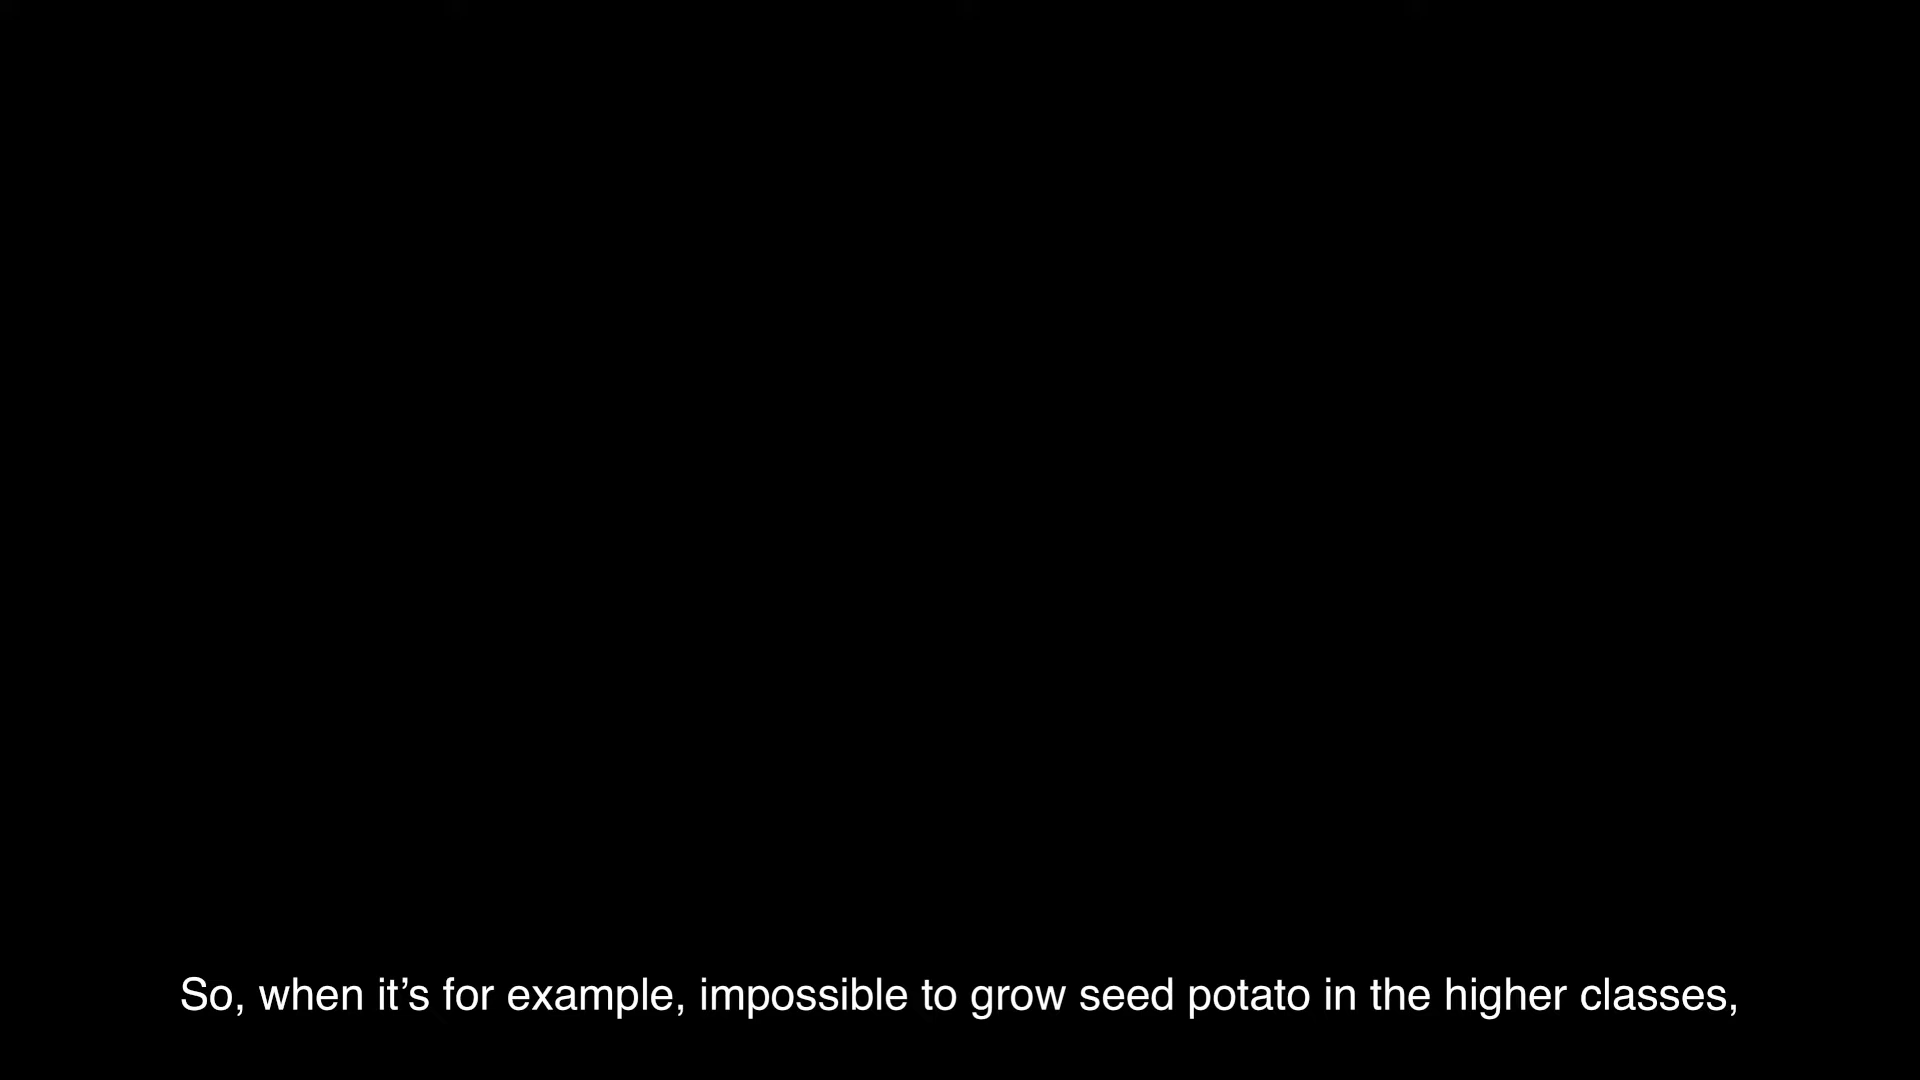 So, when it’s for example, impossible to grow seed potato in the higher classes,